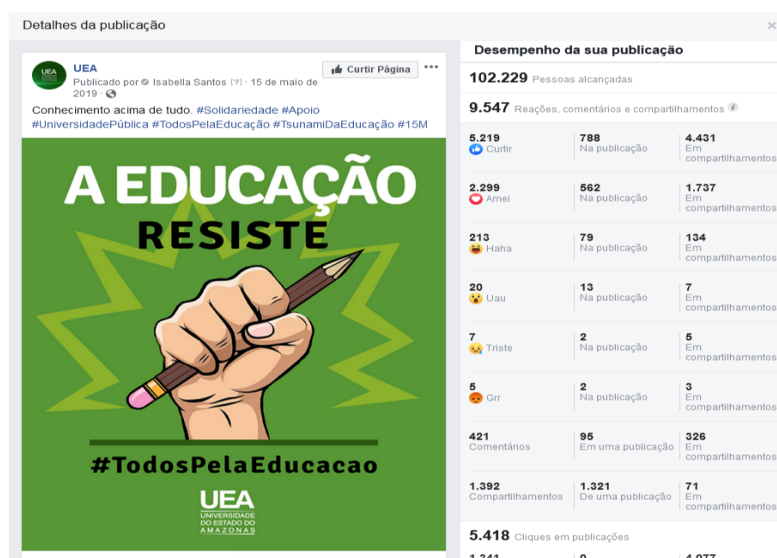 Detalhes da publicação
×
UEA
Curtir Página
Publicado por Isabella Santos [?] · 15 de maio de
2019 ·
Conhecimento acima de tudo. #Solidariedade #Apoio
#UniversidadePública #TodosPelaEducação #TsunamiDaEducação #15M
A EDUCAÇÃO
RESISTE
#TodosPelaEducacao
UEA
UNIVERSIDADE
DO ESTADO DO
AMAZONAS
Desempenho da sua publicação
102.229 Pessoas alcançadas
9.547 Reações, comentários e compartilhamentos
5.219 788 4.431
Curtir Na publicação Em
compartilhamentos
2.299 562 1.737
Amei Na publicação Em
compartilhamentos
213 79 134
Haha Na publicação Em
compartilhamentos
20 13 7
Uau Na publicação Em
compartilhamentos
7 2 5
Triste Na publicação Em
compartilhamentos
5 2 3
Grr Na publicação Em
compartilhamentos
421 95 326
Comentários Em uma publicação Em
compartilhamentos
1.392 1.321 71
Compartilhamentos De uma publicação Em
compartilhamentos
5.418 Cliques em publicações